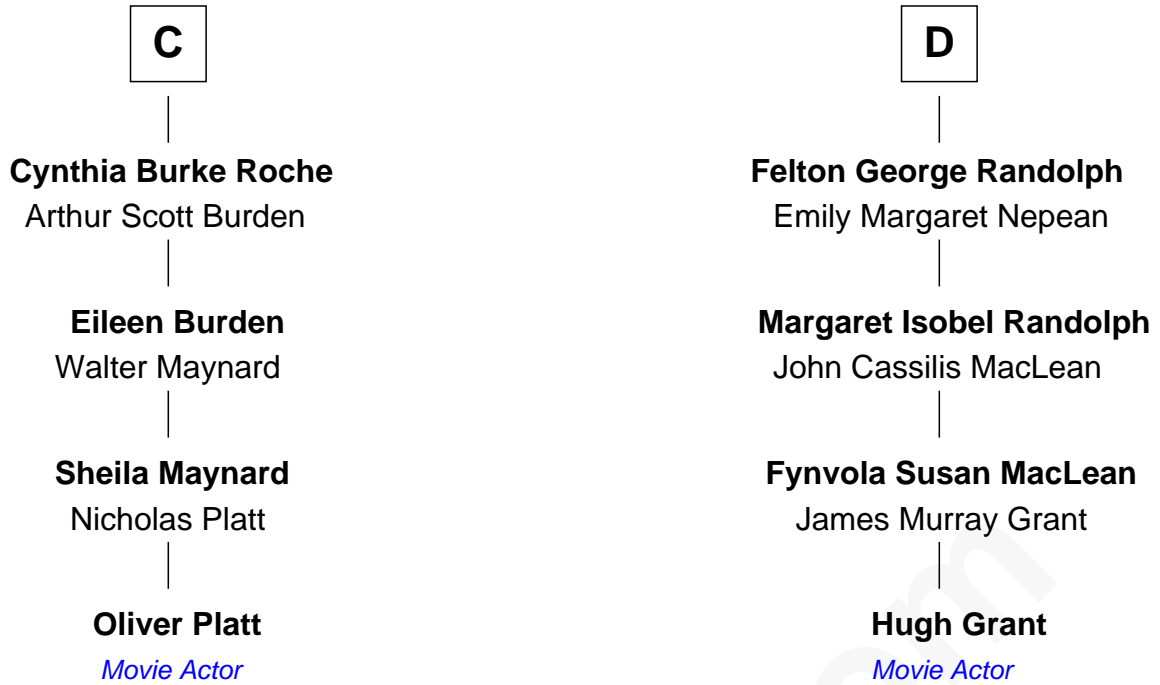 C
Cynthia Burke Roche
Arthur Scott Burden
Eileen Burden
Walter Maynard
Sheila Maynard
Nicholas Platt
Oliver Platt
Movie Actor
D
Felton George Randolph
Emily Margaret Nepean
Margaret Isobel Randolph
John Cassilis MacLean
Fynvola Susan MacLean
James Murray Grant
Hugh Grant
Movie Actor